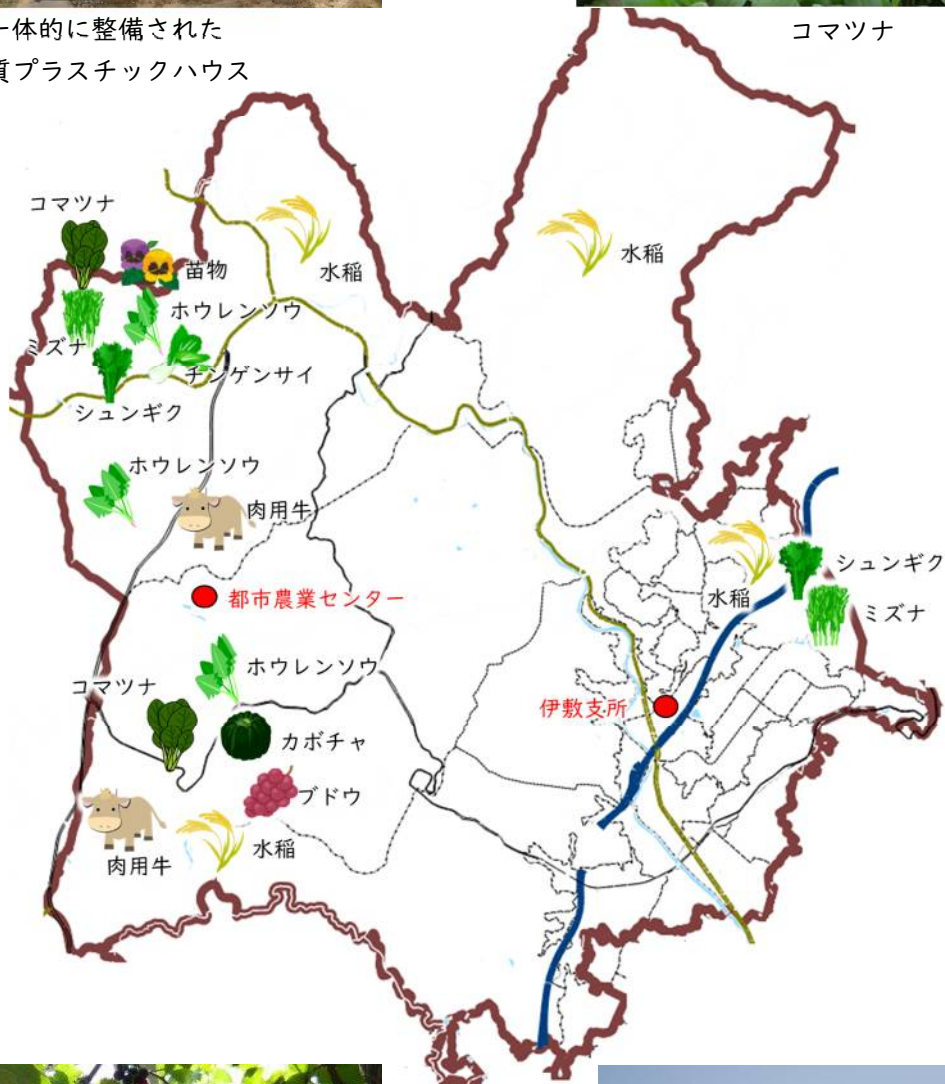 一体的に整備された
質プラスチックハウス
コマツナ
コマツナ
苗物
水稲
水稲
ホウレンソウ
ミズナ
チンゲンサイ
シュンギク
ホウレンソウ
肉用牛
シュンギク
水稲
都市農業センター
ミズナ
ホウレンソウ
コマツナ
伊敷支所
カボチャ
ブドウ
水稲
肉用牛